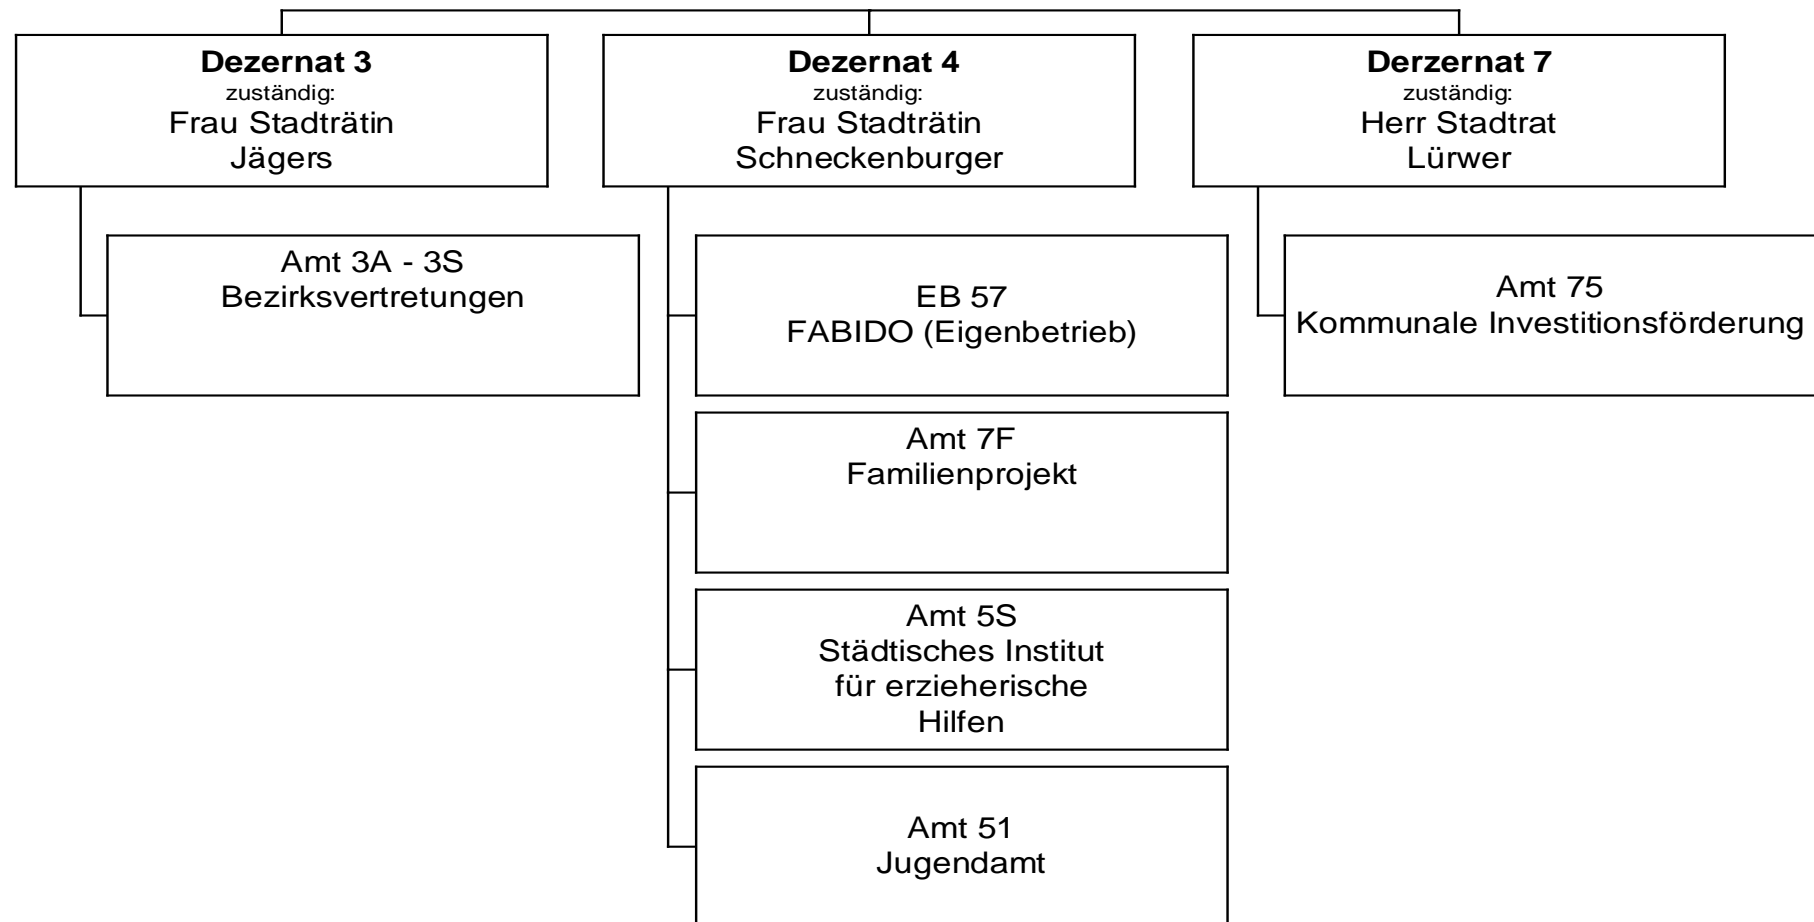 Dezernat 3
zuständig:
Frau Stadträtin
Jägers
Dezernat 4
zuständig:
Frau Stadträtin
Schneckenburger
Derzernat 7
zuständig:
Herr Stadtrat
Lürwer
Amt 3A - 3S
Bezirksvertretungen
EB 57
FABIDO (Eigenbetrieb)
Amt 7F
Familienprojekt
Amt 5S
Städtisches Institut
für erzieherische
Hilfen
Amt 51
Jugendamt
Amt 75
Kommunale Investitionsförderung